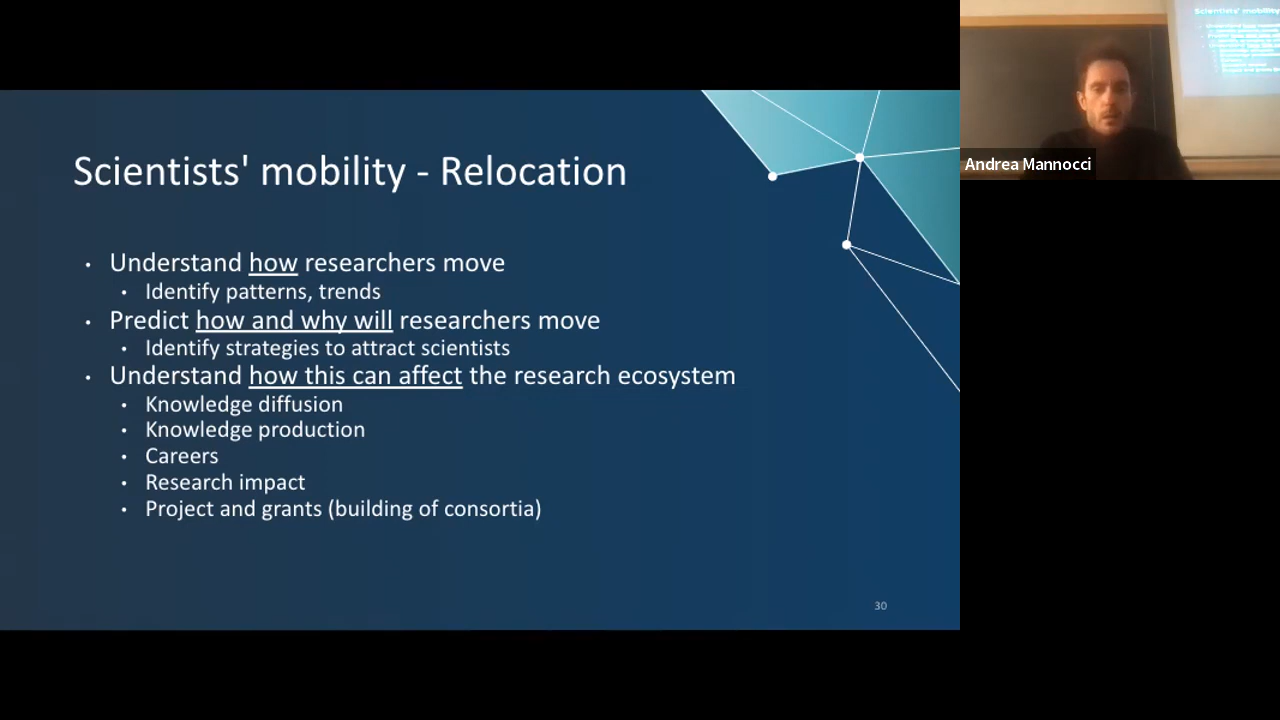 Scientists' mobility - Relocation
• Understand how researchers move
• Identify patterns, trends
• Predict how and why will researchers move
• Identify strategies to attract scientists
• Understand how this can affect the research ecosystem
• Knowledge diffusion
• Knowledge production
• Careers
• Research impact
• Project and grants (building of consortia)
30
Scientists' mobility
Andrea Mannocci